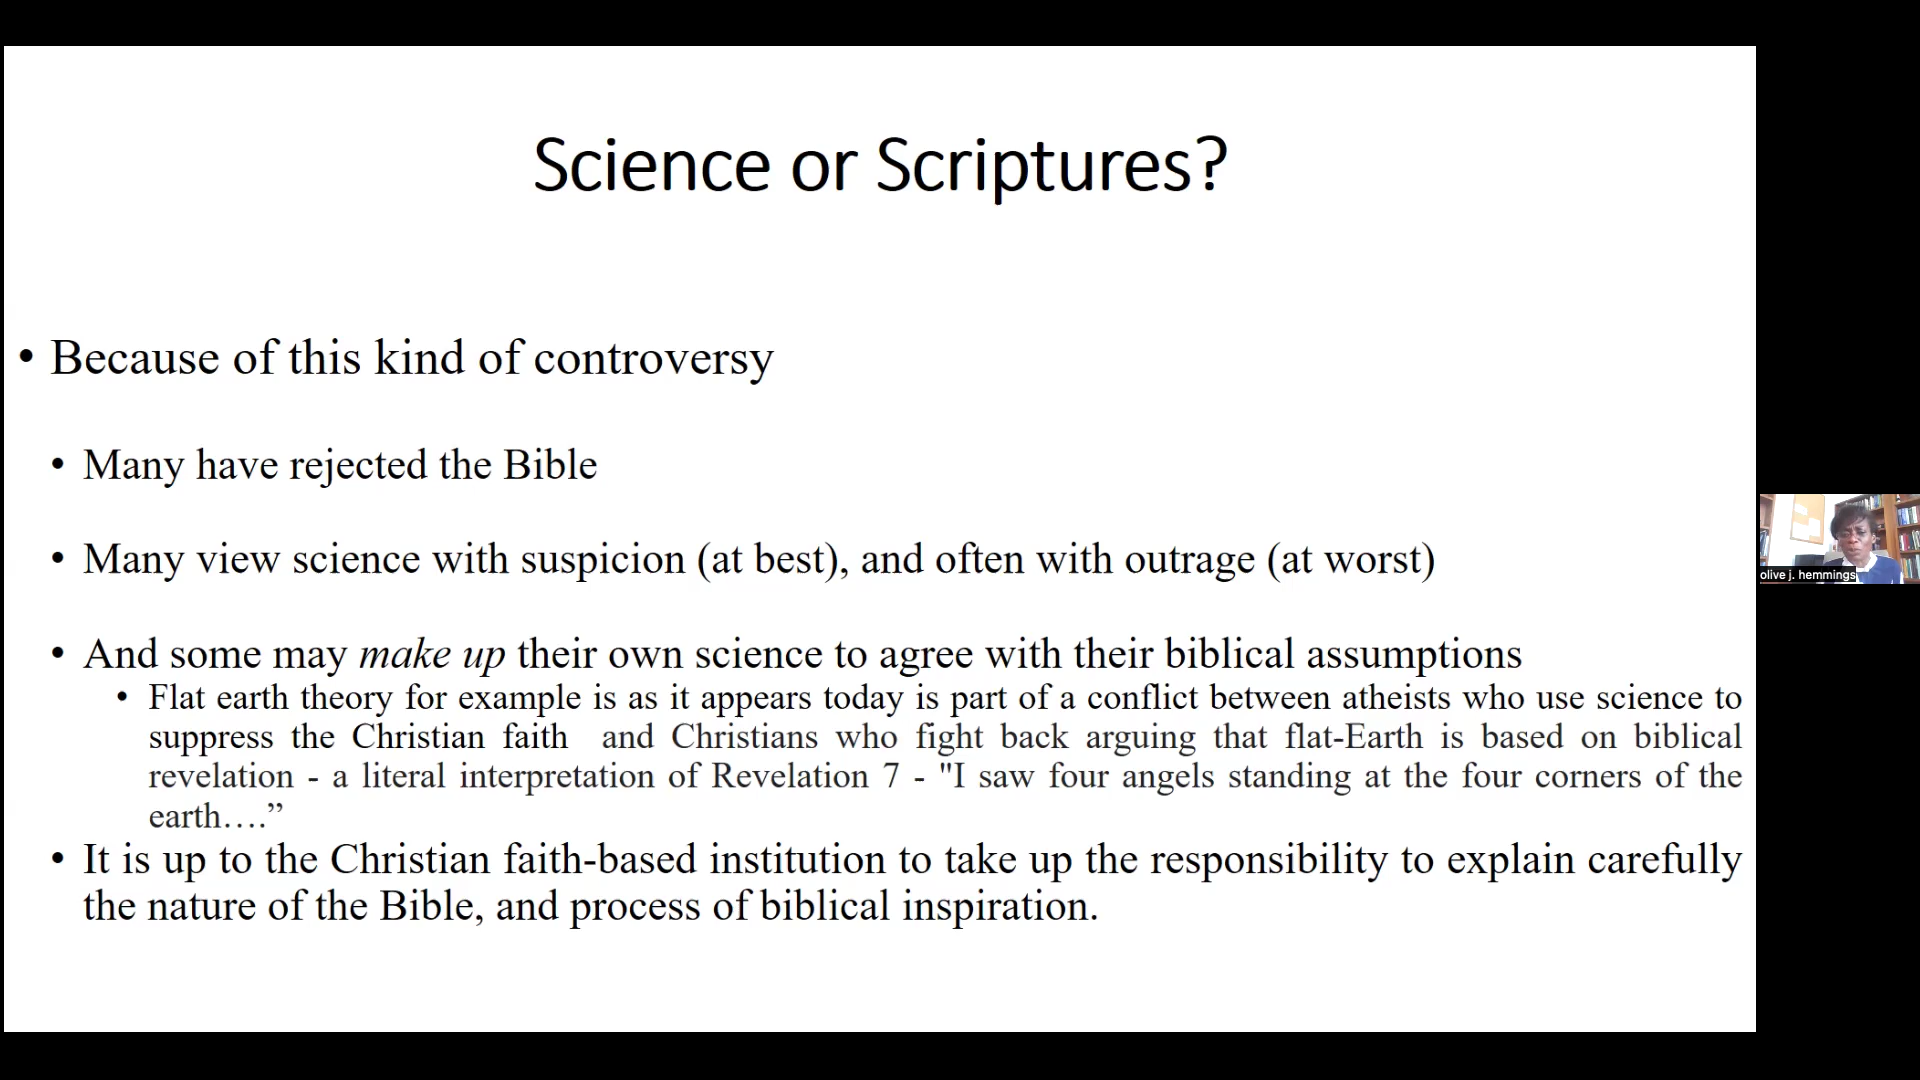 Science or Scriptures?
• Because of this kind of controversy
• Many have rejected the Bible
• Many view science with suspicion (at best), and often with outrage (at worst)
• And some may make up their own science to agree with their biblical assumptions
• Flat earth theory for example is as it appears today is part of a conflict between atheists who use science to
suppress the Christian faith and Christians who fight back arguing that flat-Earth is based on biblical
revelation - a literal interpretation of Revelation 7 - "I saw four angels standing at the four corners of the
earth….”
• It is up to the Christian faith-based institution to take up the responsibility to explain carefully
the nature of the Bible, and process of biblical inspiration.
olive j. hemmings